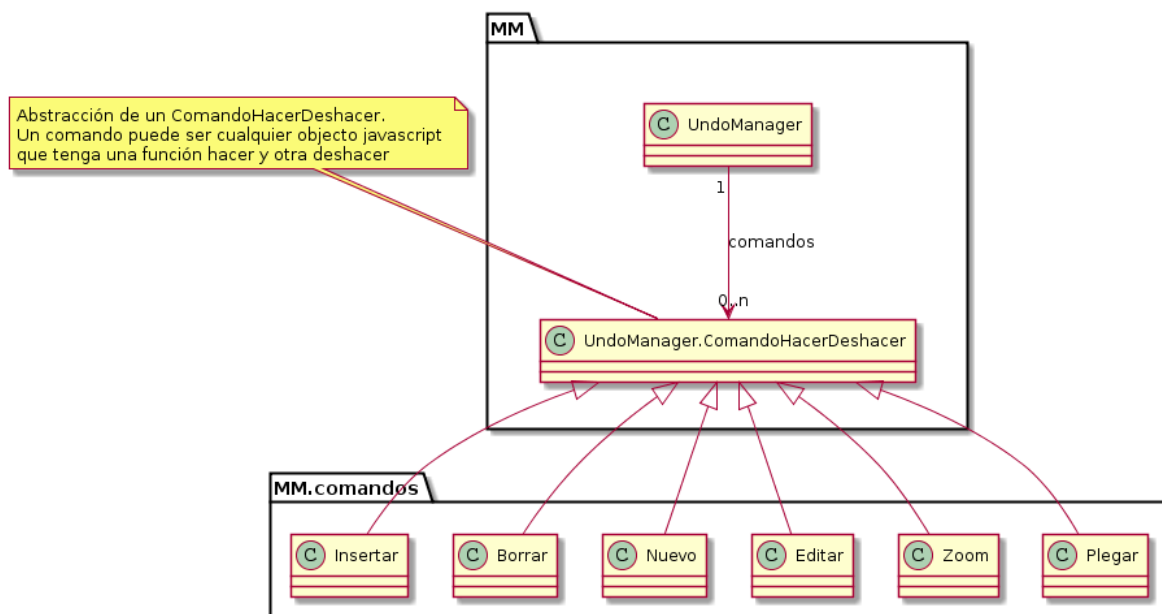 MM
Abstracción de un ComandoHacerDeshacer.
Un comando puede ser cualquier objecto javascript
que tenga una función hacer y otra deshacer
C UndoManager
1
comandos
0..n
C UndoManager.ComandoHacerDeshacer
MM.comandos
C Insertar
C Borrar
C Nuevo
C Editar
C Zoom
C Plegar